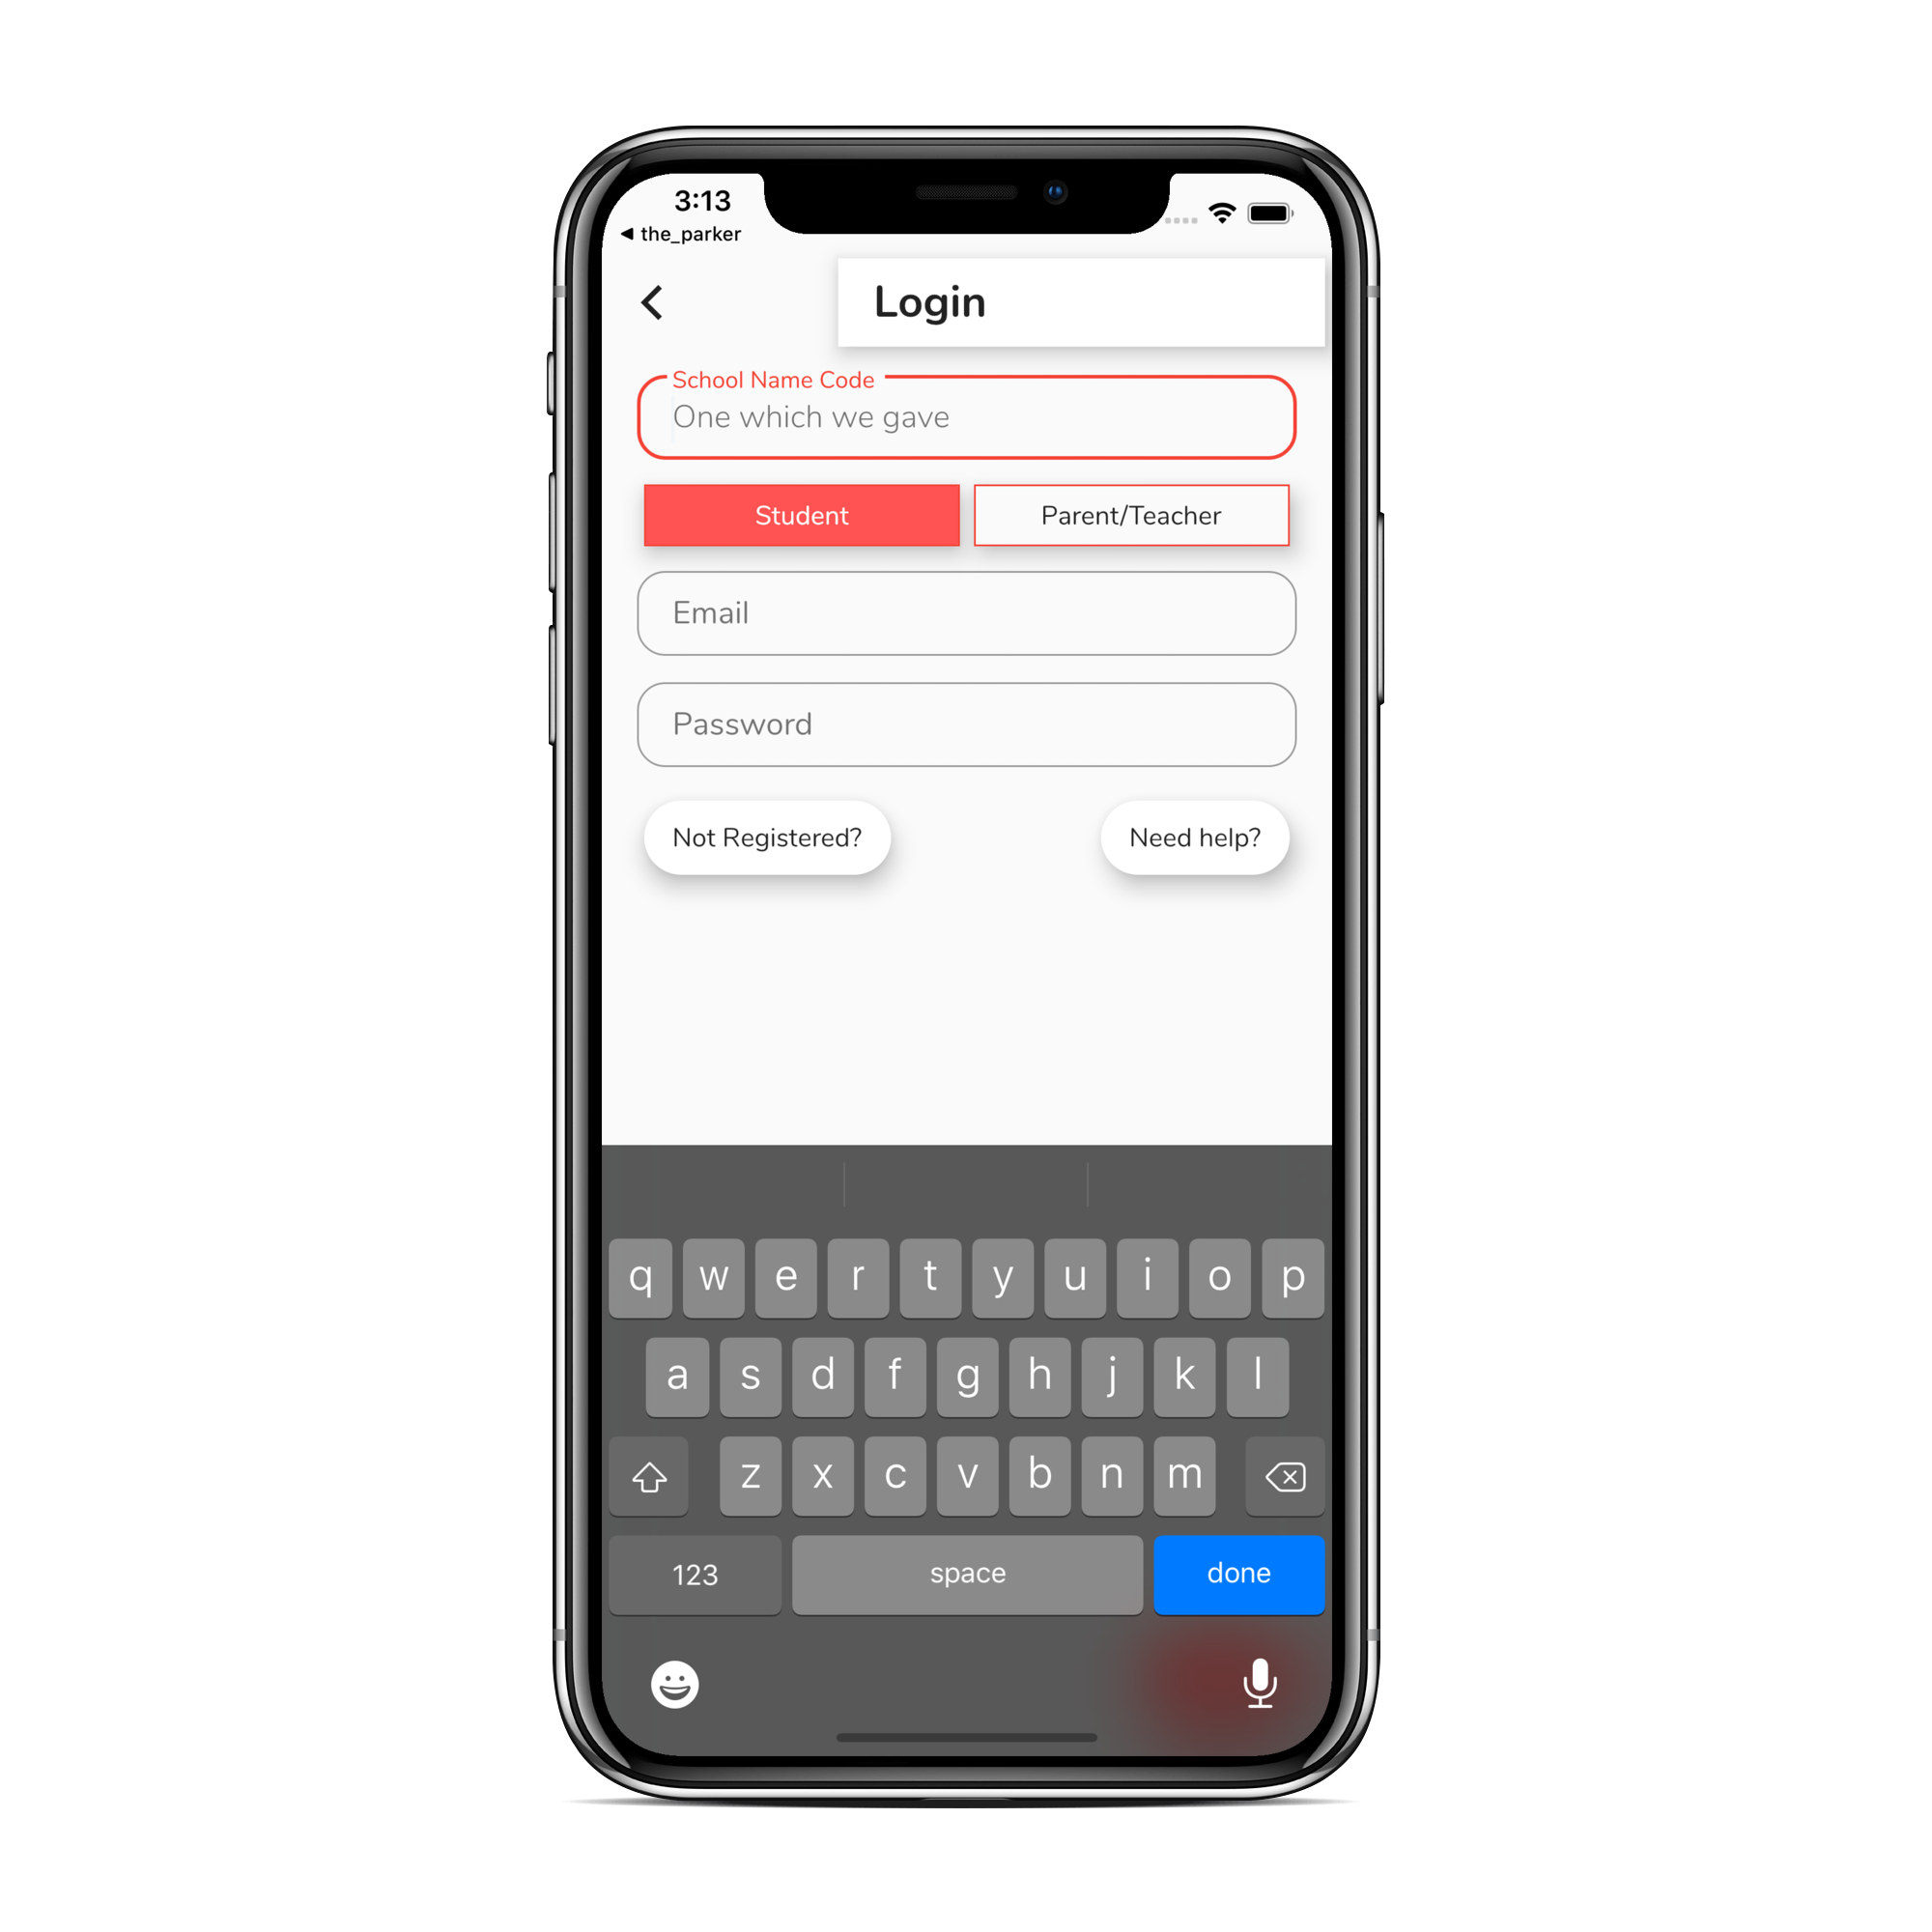 3:13
◀ the_parker
Login
School Name Code
One which we gave
Student Parent/Teacher
Email
Password
Not Registered? Need help?
q w e r t y u i o p
a s d f g h j k l
z x c v b n m
123 space done